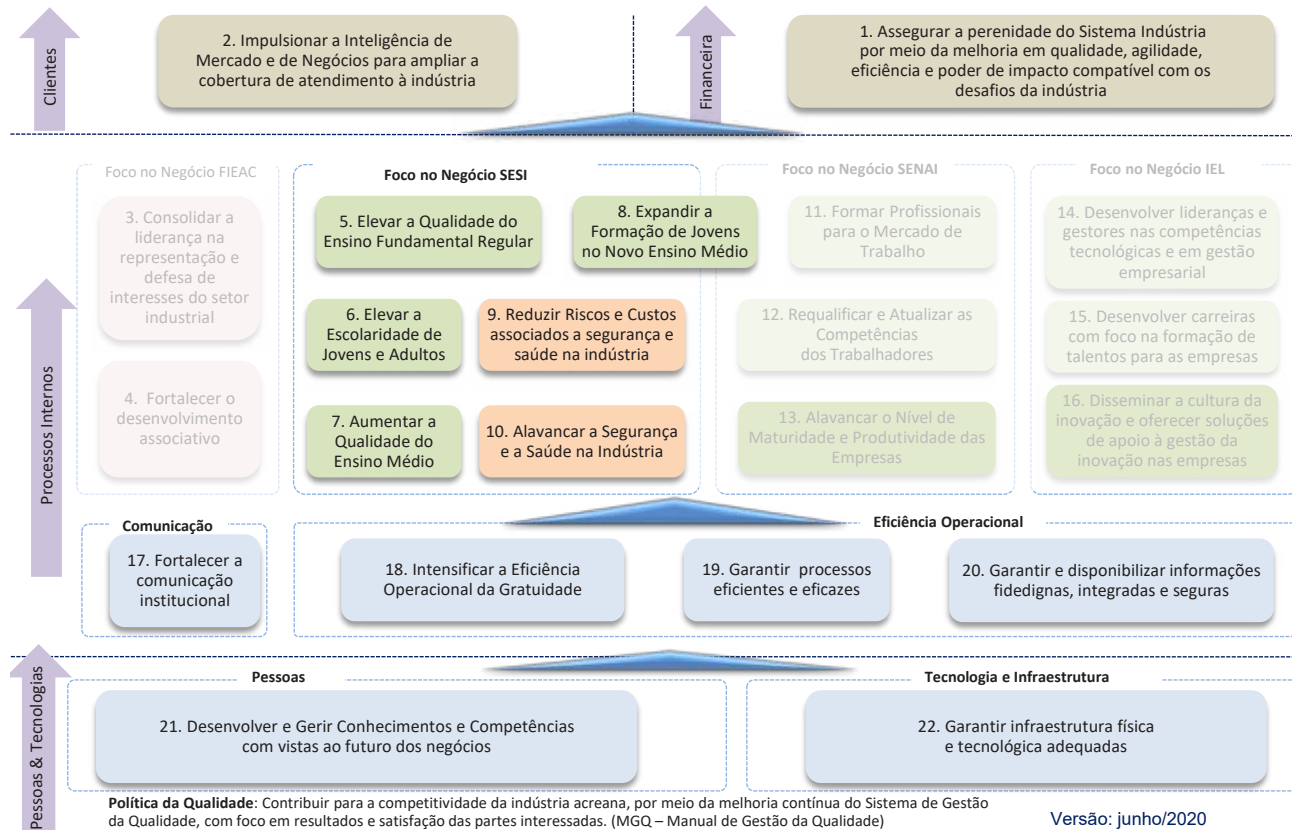 Clientes
2. Impulsionar a Inteligência de
Mercado e de Negócios para ampliar a
cobertura de atendimento à indústria
Financeira
1. Assegurar a perenidade do Sistema Indústria
por meio da melhoria em qualidade, agilidade,
eficiência e poder de impacto compatível com os
desafios da indústria
Processos Internos
Foco no Negócio FIEAC
3. Consolidar a
liderança na
representação e
defesa de
interesses do setor
industrial
4. Fortalecer o
desenvolvimento
associativo
Foco no Negócio SESI
5. Elevar a Qualidade do
Ensino Fundamental Regular
8. Expandir a
Formação de Jovens
no Novo Ensino Médio
6. Elevar a
Escolaridade de
Jovens e Adultos
9. Reduzir Riscos e Custos
associados a segurança e
saúde na indústria
7. Aumentar a
Qualidade do
Ensino Médio
10. Alavancar a Segurança
e a Saúde na Indústria
Foco no Negócio SENAI
11. Formar Profissionais
para o Mercado de
Trabalho
12. Requalificar e Atualizar as
Competências
dos Trabalhadores
13. Alavancar o Nível de
Maturidade e Produtividade das
Empresas
Foco no Negócio IEL
14. Desenvolver lideranças e
gestores nas competências
tecnológicas e em gestão
empresarial
15. Desenvolver carreiras
com foco na formação de
talentos para as empresas
16. Disseminar a cultura da
inovação e oferecer soluções
de apoio à gestão da
inovação nas empresas
Comunicação
17. Fortalecer a
comunicação
institucional
Eficiência Operacional
18. Intensificar a Eficiência
Operacional da Gratuidade
19. Garantir processos
eficientes e eficazes
20. Garantir e disponibilizar informações
fidedignas, integradas e seguras
Pessoas & Tecnologias
Pessoas
21. Desenvolver e Gerir Conhecimentos e Competências
com vistas ao futuro dos negócios
Tecnologia e Infraestrutura
22. Garantir infraestrutura física
e tecnológica adequadas
Política da Qualidade: Contribuir para a competitividade da indústria acreana, por meio da melhoria contínua do Sistema de Gestão
da Qualidade, com foco em resultados e satisfação das partes interessadas. (MGQ – Manual de Gestão da Qualidade)
Versão: junho/2020